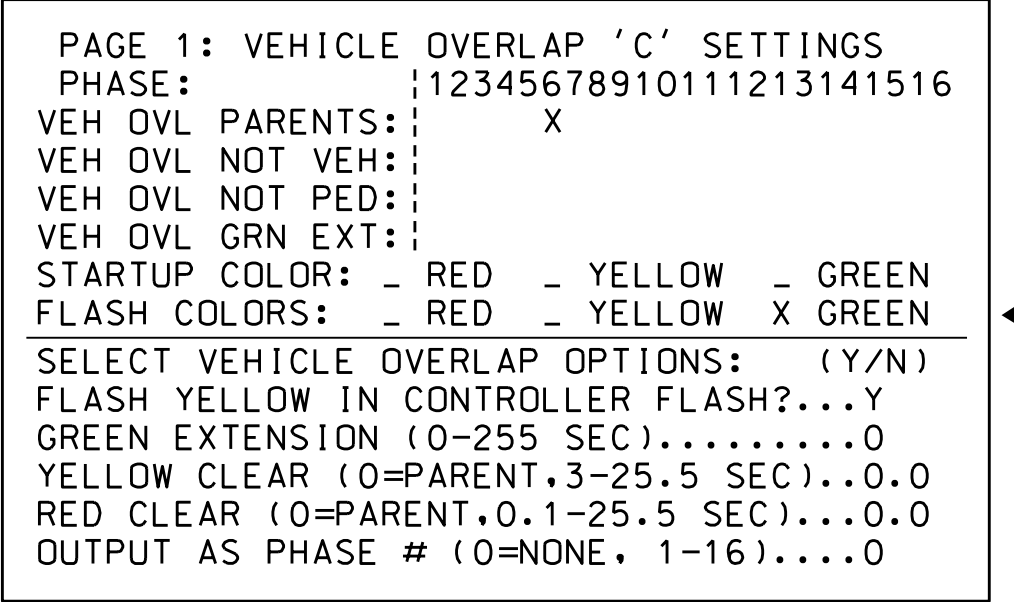 PAGE 1: VEHICLE OVERLAP 'C' SETTINGS
PHASE: ¦12345678910111213141516
VEH OVL PARENTS:¦ X
VEH OVL NOT VEH:¦
VEH OVL NOT PED:¦
VEH OVL GRN EXT:¦
STARTUP COLOR: _ RED _ YELLOW _ GREEN
FLASH COLORS: _ RED _ YELLOW X GREEN
SELECT VEHICLE OVERLAP OPTIONS: (Y/N)
FLASH YELLOW IN CONTROLLER FLASH?...Y
GREEN EXTENSION (0-255 SEC).........0
YELLOW CLEAR (0=PARENT,3-25.5 SEC)..0.0
RED CLEAR (0=PARENT,0.1-25.5 SEC)...0.0
OUTPUT AS PHASE # (0=NONE, 1-16)....0